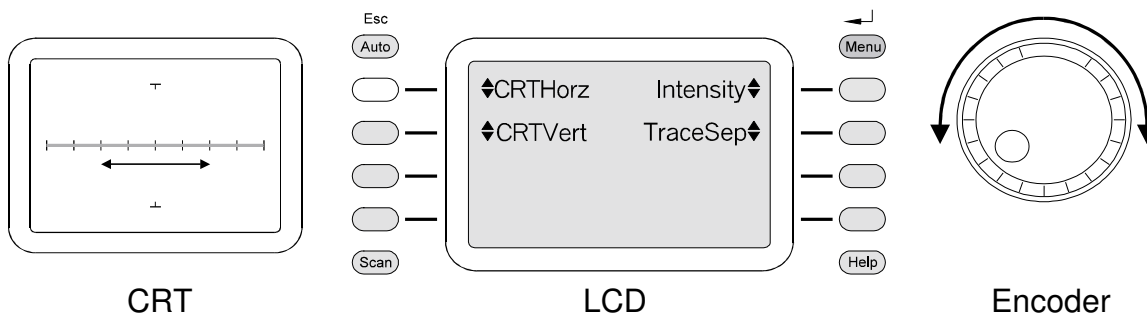 Esc
Auto
Menu
CRTHorz Intensity
CRTVert TraceSep
Scan
Help
CRT
LCD
Encoder